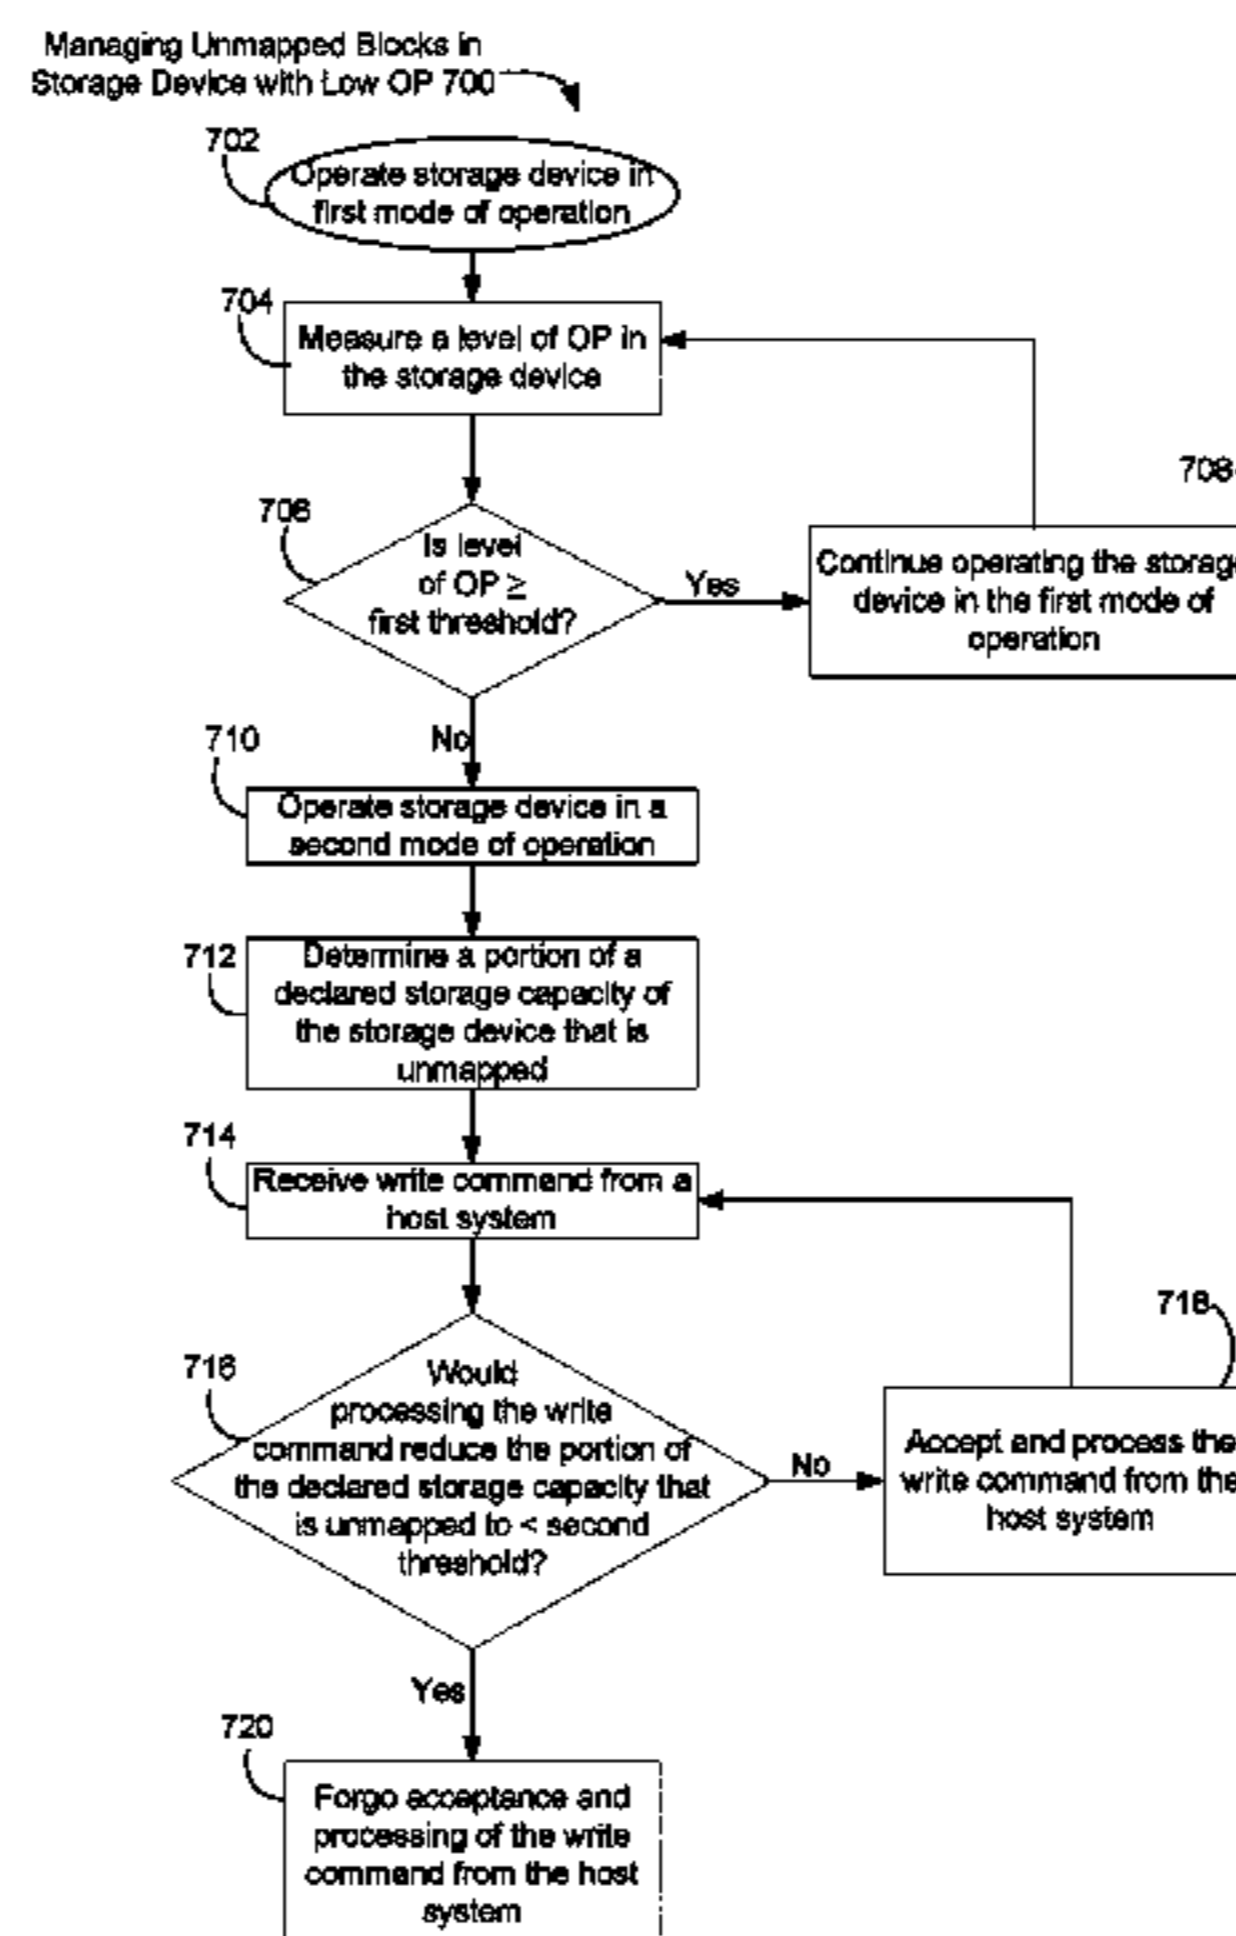 Managing Unmapped Blocks in
Storage Device with Low OP 700
702
Operate storage device in
first mode of operation
704
Measure a level of OP in
the storage device
706
Is level
of OP ≥
first threshold?
Yes
708
Continue operating the storage
device in the first mode of
operation
No
710
Operate storage device in a
second mode of operation
712
Determine a portion of a
declared storage capacity of
the storage device that is
unmapped
714
Receive write command from a
host system
716
Would
processing the write
command reduce the portion of
the declared storage capacity that
is unmapped to < second
threshold?
No
718
Accept and process the
write command from the
host system
Yes
720
Forgo acceptance and
processing of the write
command from the host
system